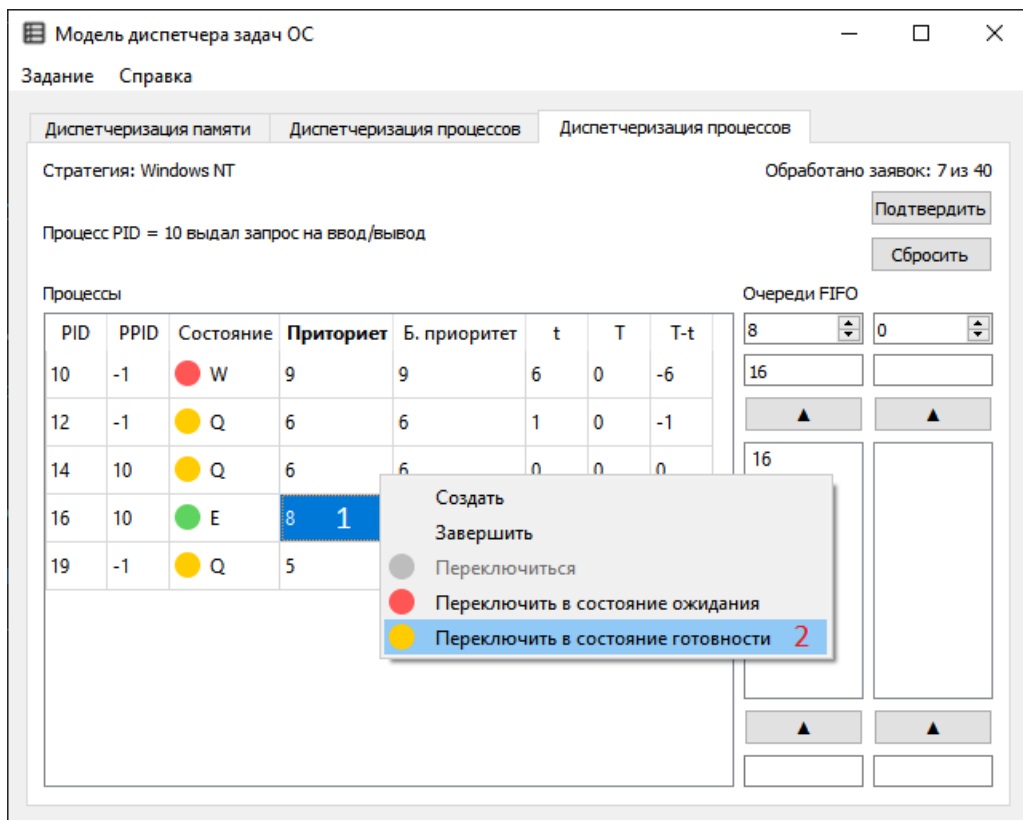 Модель диспетчера задач ОС
Задание Справка
Диспетчеризация памяти Диспетчеризация процессов Диспетчеризация процессов
Стратегия: Windows NT Обработано заявок: 7 из 40
Подтвердить
Процесс PID = 10 выдал запрос на ввод/вывод
Сбросить
Процессы Очереди FIFO
PID PPID Состояние Приториет Б. приоритет t T T-t 8 0
10 -1 W 9 9 6 0 -6 16
12 -1 Q 6 6 1 0 -1 ▲ ▲
14 10 Q 6 6 0 0 0 16
16 10 E 8 1
19 -1 Q 5
Создать
Завершить
Переключиться
Переключить в состояние ожидания
Переключить в состояние готовности 2
▲ ▲